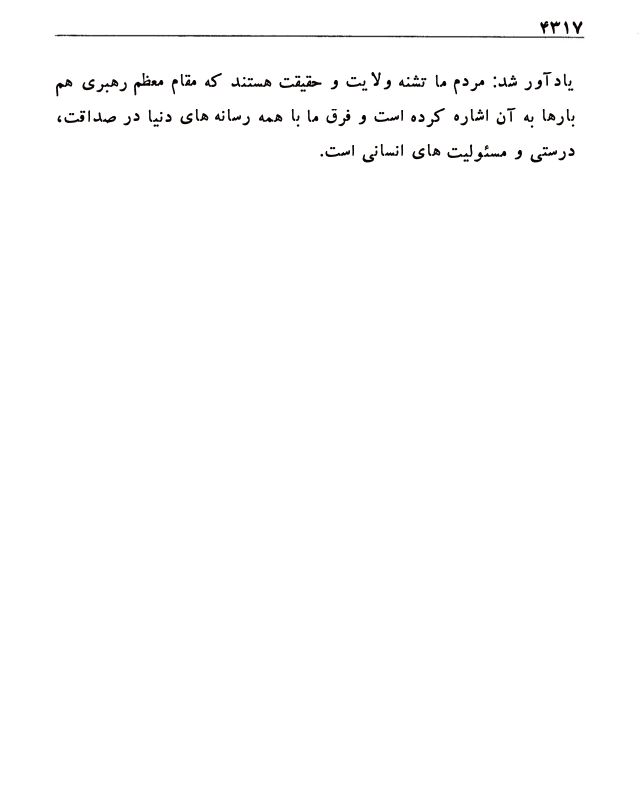 ۴۳۱۷
یادآور شد: مردم ما تشنه ولایت و حقیقت هستند که مقام معظم رهبری هم
بارها به آن اشاره کرده است و فرق ما با همه رسانه های دنیا در صداقت،
درستی و مسئولیت های انسانی است.